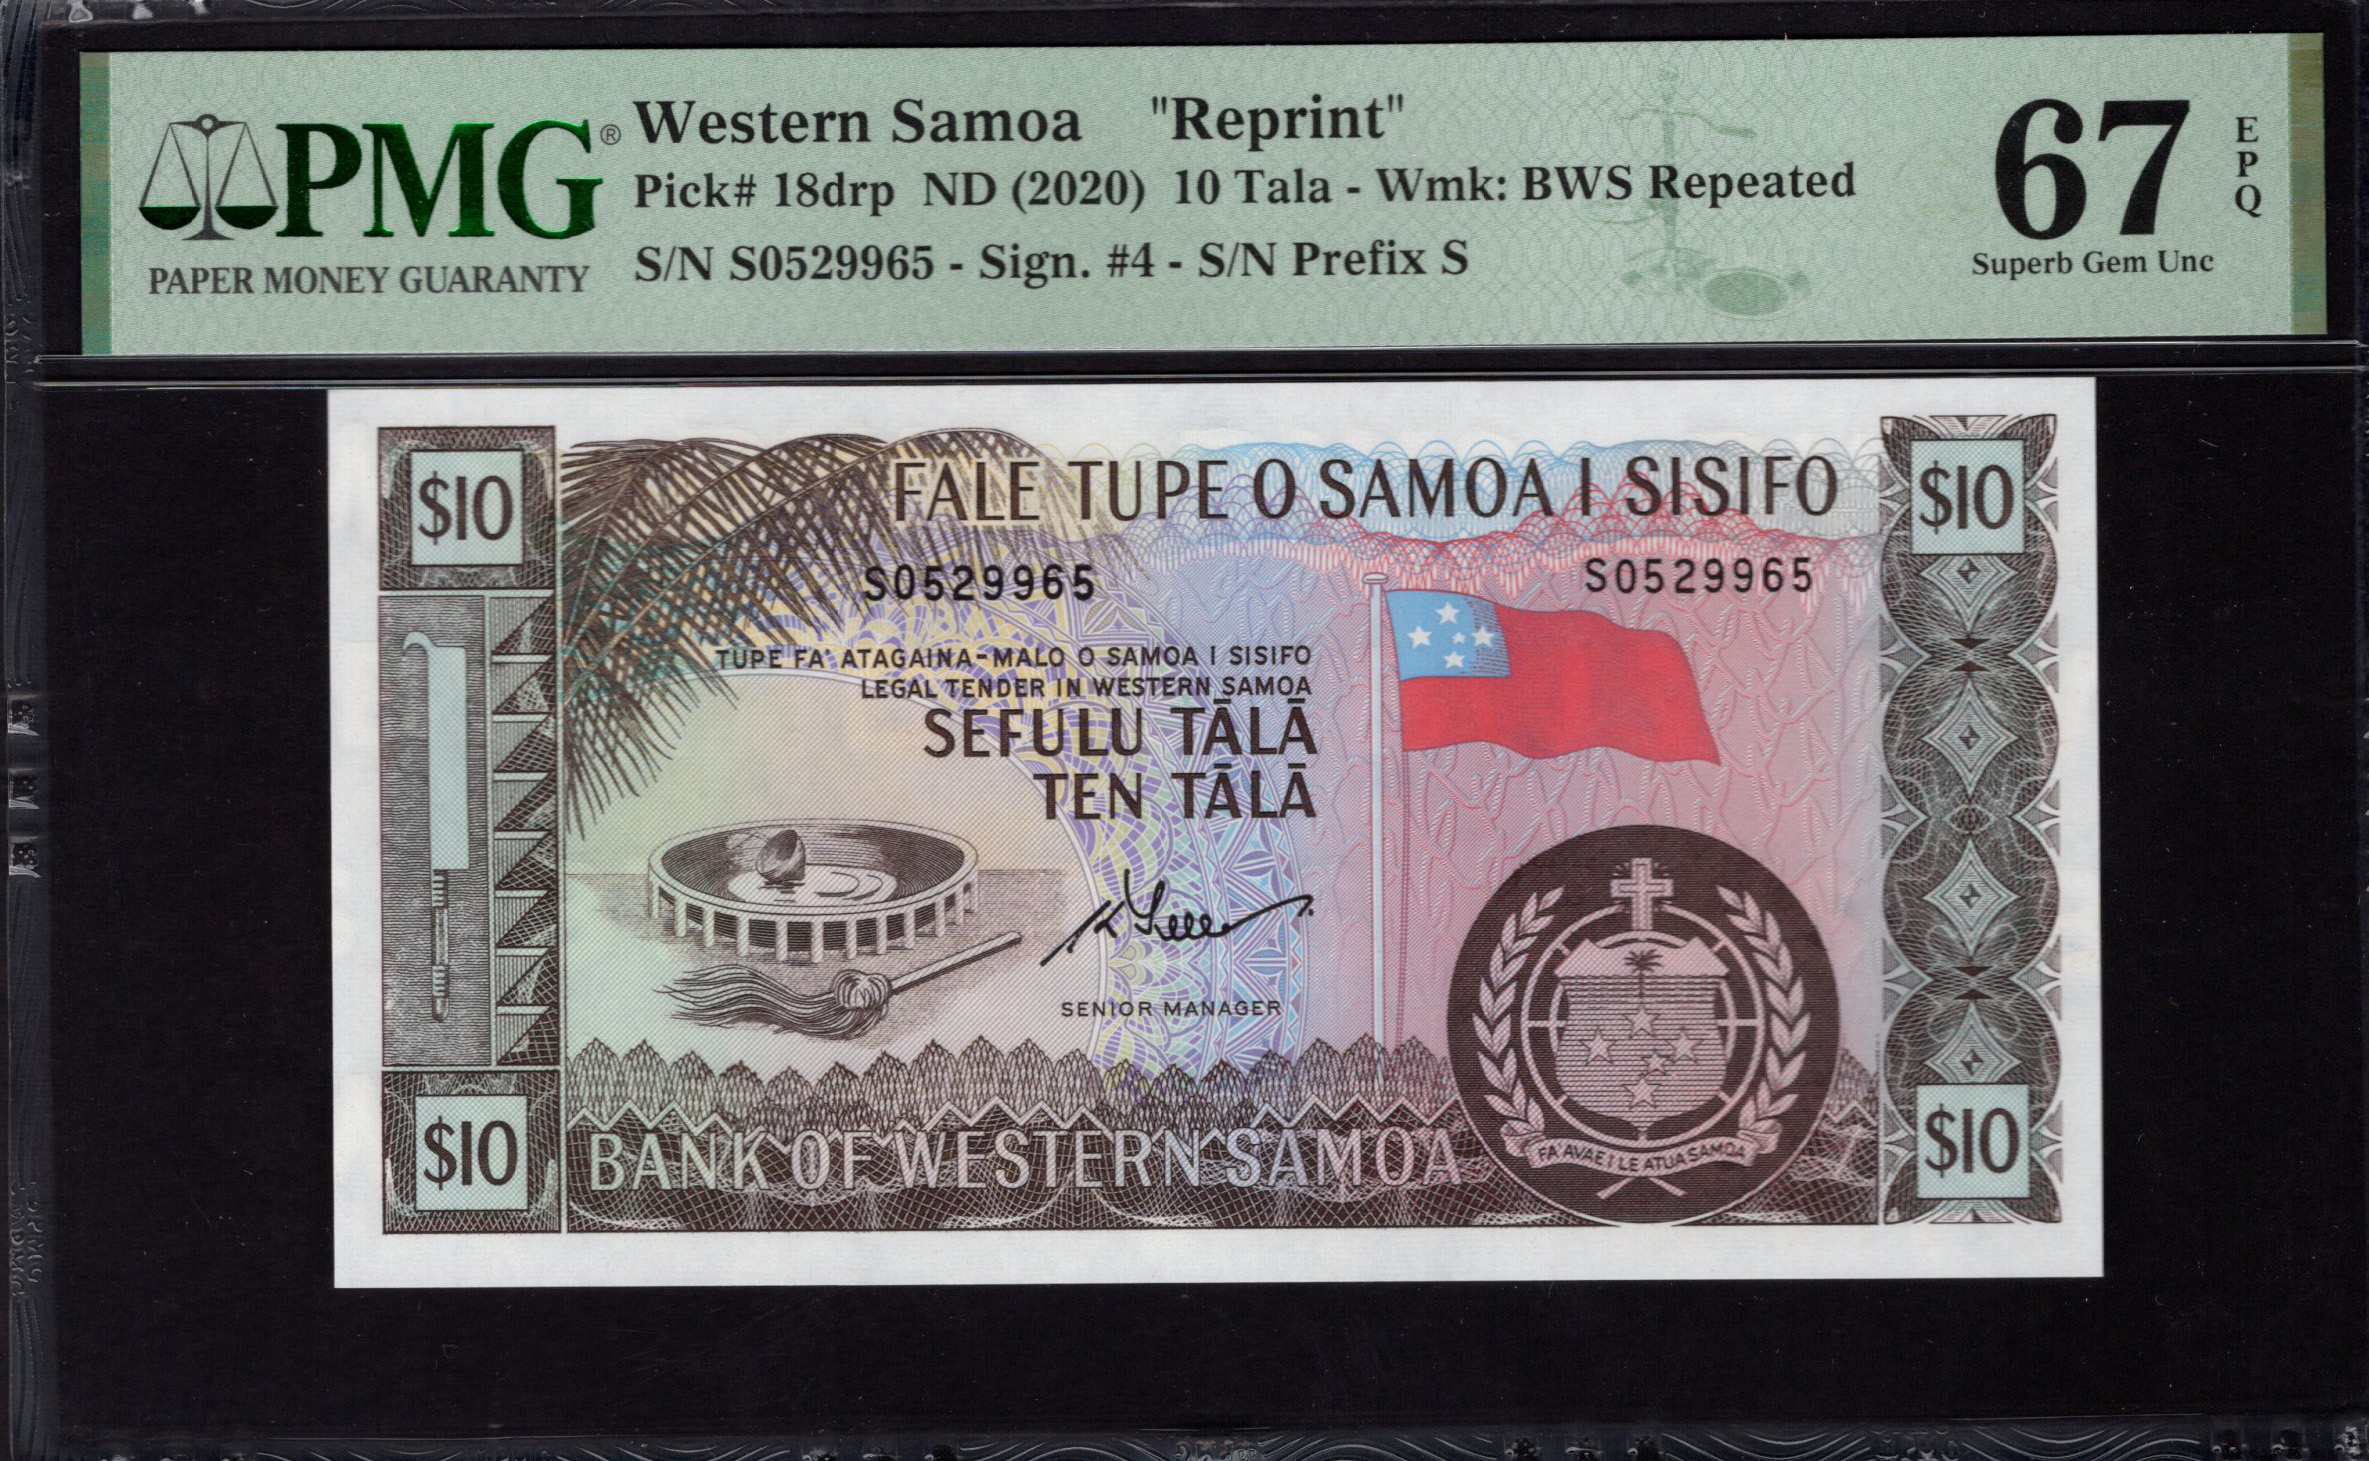 PMG®
PAPER MONEY GUARANTY
Western Samoa "Reprint"
Pick# 18drp ND (2020) 10 Tala - Wmk: BWS Repeated
S/N S0529965 - Sign. #4 - S/N Prefix S
67
EPQ
Superb Gem Unc
$10
FALE TUPE O SAMOA I SISIFO
$10
S0529965
S0529965
TUPE FA' ATAGAINA-MALO O SAMOA I SISIFO
LEGAL TENDER IN WESTERN SAMOA
SEFULU TĀLĀ
TEN TĀLĀ
SENIOR MANAGER
$10
BANK OF WESTERN SAMOA
FA'AVAE I LE ATUA SAMOA
$10